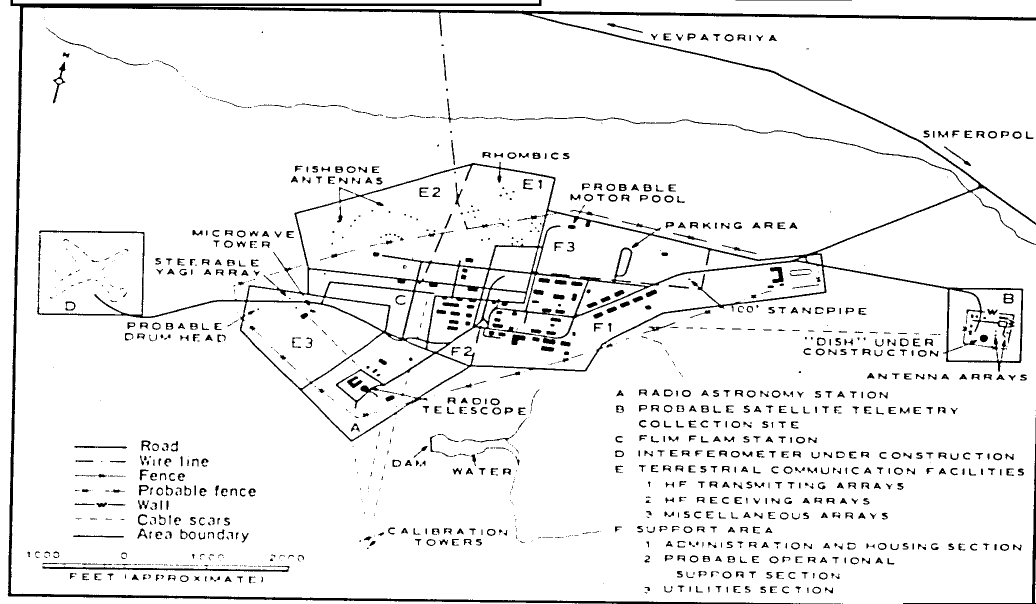 YEVPATORIYA
N
SIMFEROPOL
RHOMBICS
FISHBONE
ANTENNAS
E1
E2
PROBABLE
MOTOR POOL
PARKING AREA
MICROWAVE
TOWER
F3
STEERABLE
YAGI ARRAY
C
D
B
W
100' STANDPIPE
F1
PROBABLE
DRUM HEAD
E3
F2
"DISH" UNDER
CONSTRUCTION
ANTENNA ARRAYS
RADIO
TELESCOPE
A
A RADIO ASTRONOMY STATION
B PROBABLE SATELLITE TELEMETRY
COLLECTION SITE
C FLIM FLAM STATION
D INTERFEROMETER UNDER CONSTRUCTION
E TERRESTRIAL COMMUNICATION FACILITIES
1 HF TRANSMITTING ARRAYS
2 HF RECEIVING ARRAYS
3 MISCELLANEOUS ARRAYS
F SUPPORT AREA
1 ADMINISTRATION AND HOUSING SECTION
2 PROBABLE OPERATIONAL
SUPPORT SECTION
3 UTILITIES SECTION
DAM
WATER
CALIBRATION
TOWERS
Road
Wire line
Fence
Probable fence
W Wall
Cable scars
Area boundary
1000 0 1000 2000
FEET (APPROXIMATE)